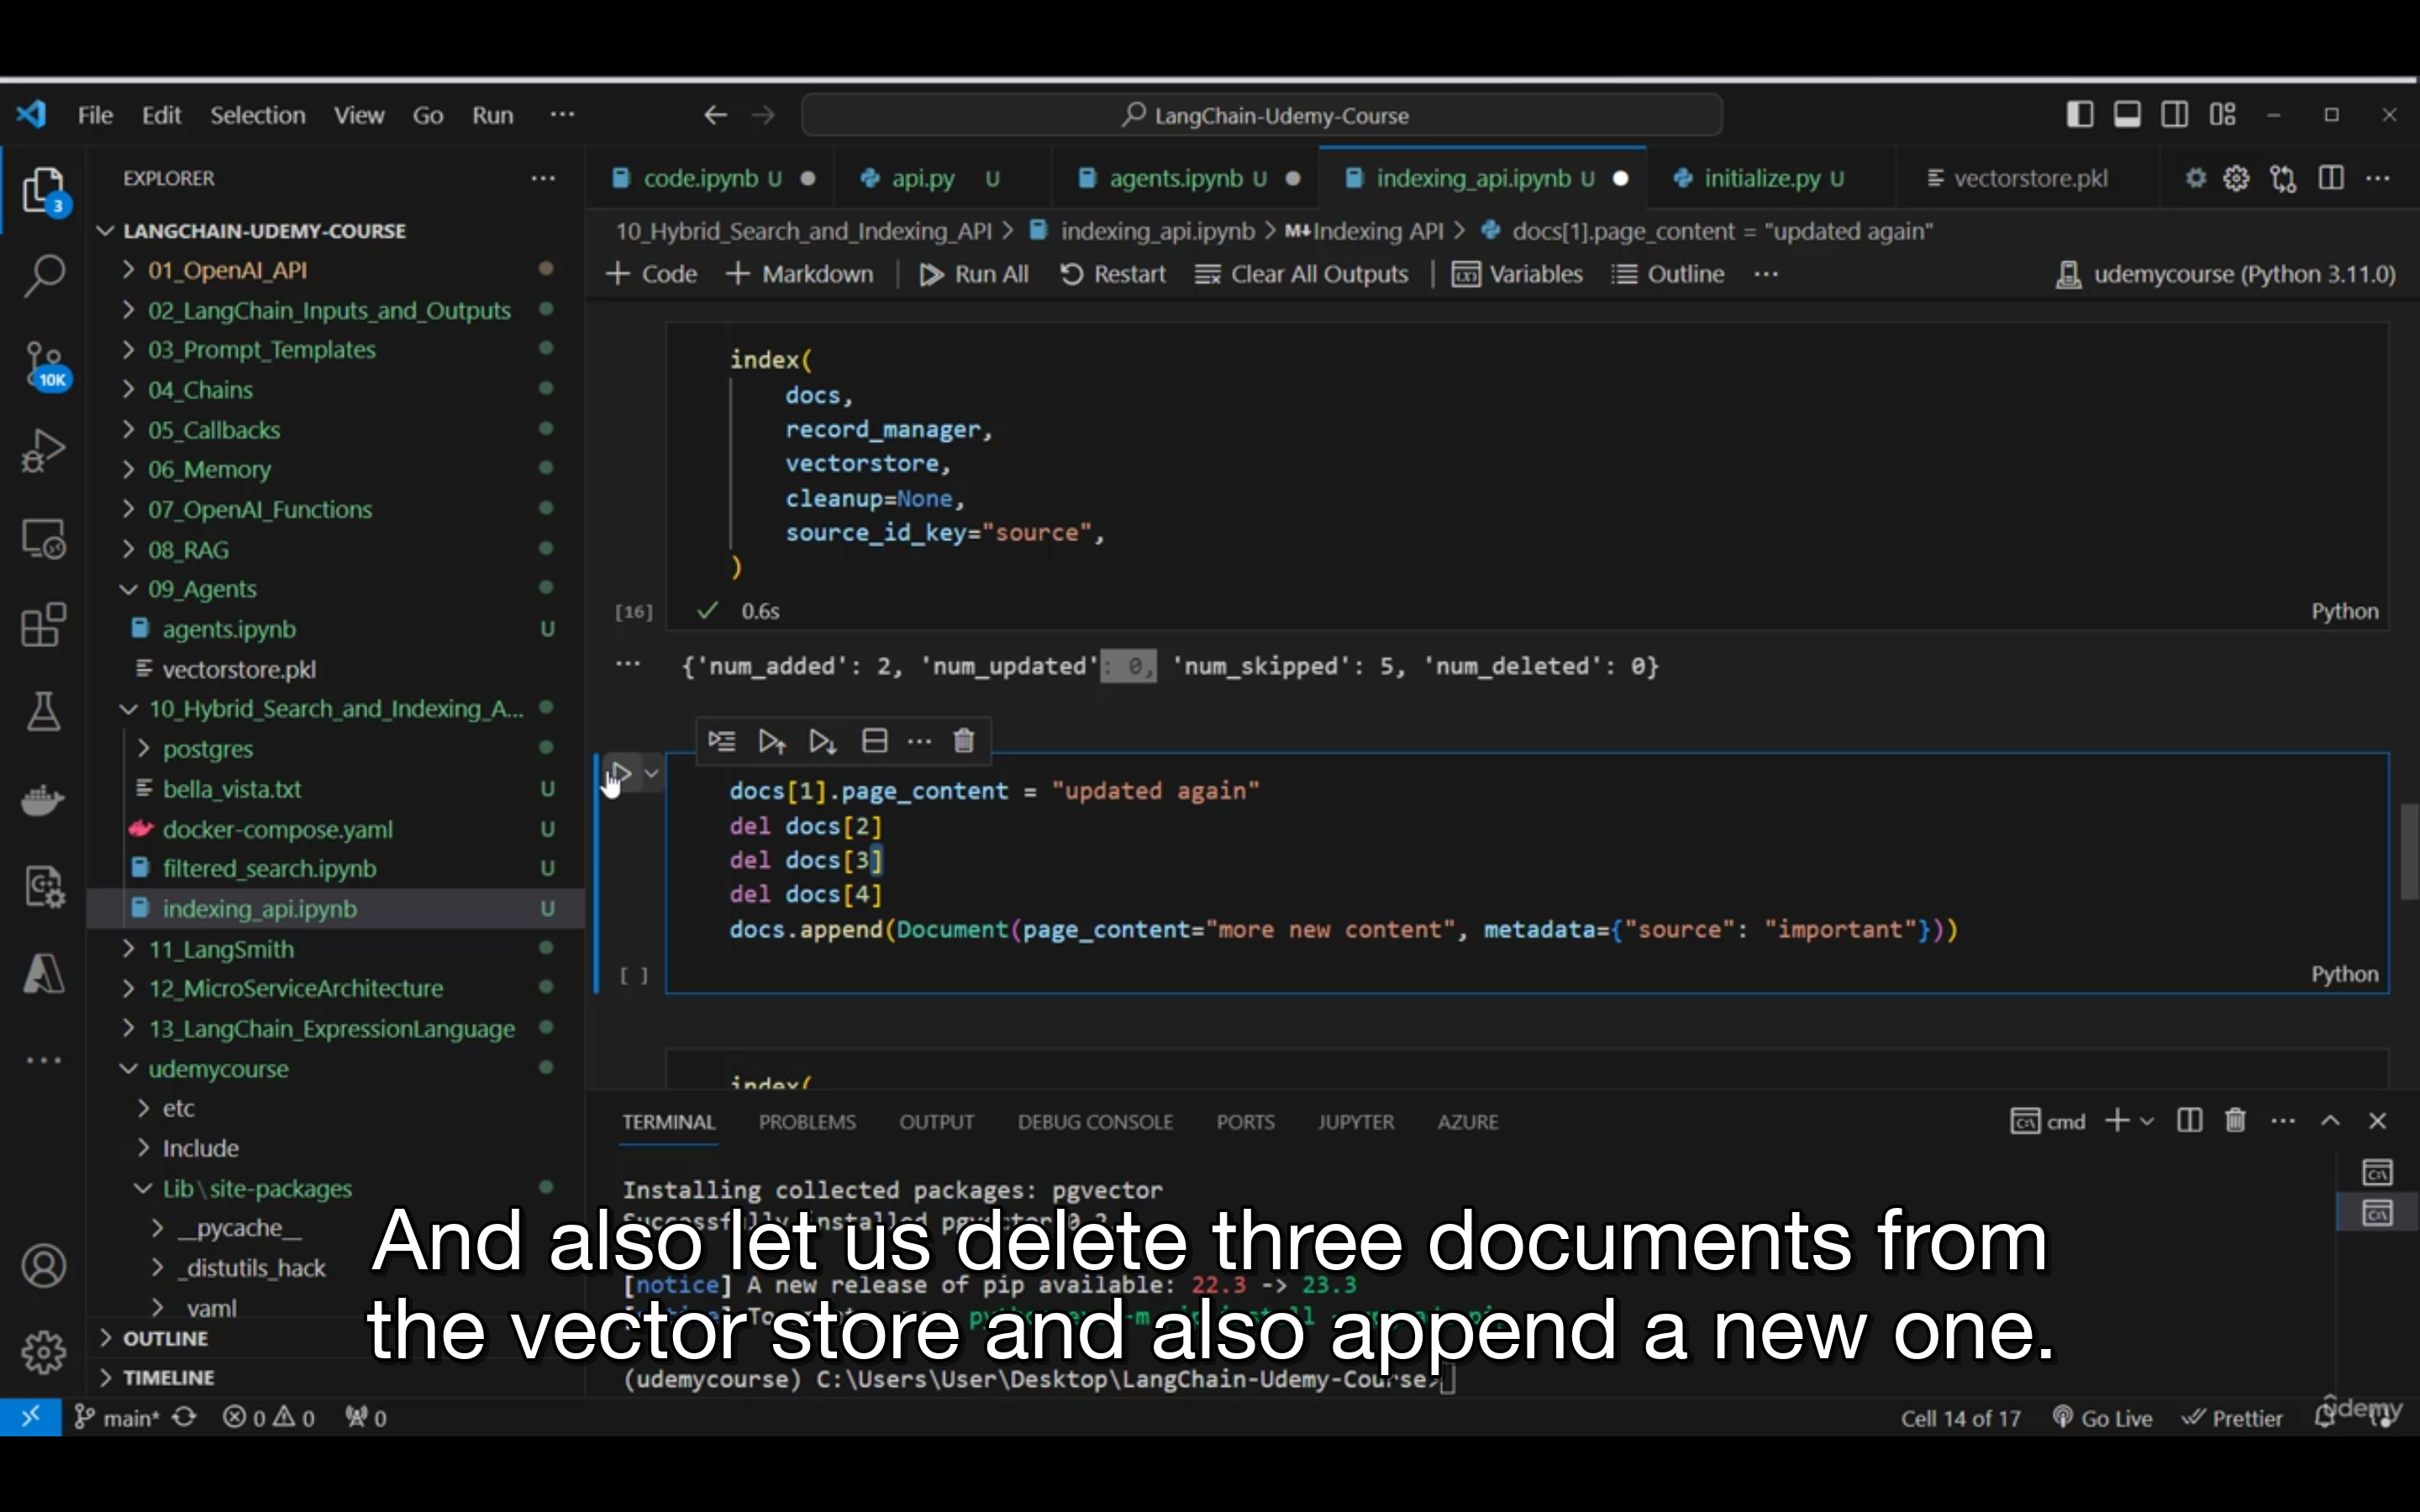 File Edit Selection View Go Run ···
LangChain-Udemy-Course
EXPLORER ···
3
10K
LANGCHAIN-UDEMY-COURSE
01_OpenAI_API
02_LangChain_Inputs_and_Outputs
03_Prompt_Templates
04_Chains
05_Callbacks
06_Memory
07_OpenAI_Functions
08_RAG
09_Agents
agents.ipynb U
vectorstore.pkl
10_Hybrid_Search_and_Indexing_A...
postgres
bella_vista.txt U
docker-compose.yaml U
filtered_search.ipynb U
indexing_api.ipynb U
11_LangSmith
12_MicroServiceArchitecture
13_LangChain_ExpressionLanguage
udemycourse
etc
Include
Lib\site-packages
__pycache__
_distutils_hack
yaml
OUTLINE
TIMELINE
code.ipynb U api.py U agents.ipynb U indexing_api.ipynb U initialize.py U vectorstore.pkl
10_Hybrid_Search_and_Indexing_API > indexing_api.ipynb > M↓Indexing API > docs[1].page_content = "updated again"
+ Code + Markdown | Run All Restart Clear All Outputs | Variables Outline ··· udemycourse (Python 3.11.0)
index(
docs,
record_manager,
vectorstore,
cleanup=None,
source_id_key="source",
)
[16] ✓ 0.6s Python
··· {'num_added': 2, 'num_updated': 0, 'num_skipped': 5, 'num_deleted': 0}
docs[1].page_content = "updated again"
del docs[2]
del docs[3]
del docs[4]
docs.append(Document(page_content="more new content", metadata={"source": "important"}))
[ ] Python
index(
TERMINAL PROBLEMS OUTPUT DEBUG CONSOLE PORTS JUPYTER AZURE cmd
Installing collected packages: pgvector
Successfully installed pgvector-0.2
[notice] A new release of pip available: 22.3 -> 23.3
(udemycourse) C:\Users\User\Desktop\LangChain-Udemy-Course>
And also let us delete three documents from
the vector store and also append a new one.
main* 0 0 0 Cell 14 of 17 Go Live Prettier
ûdemy